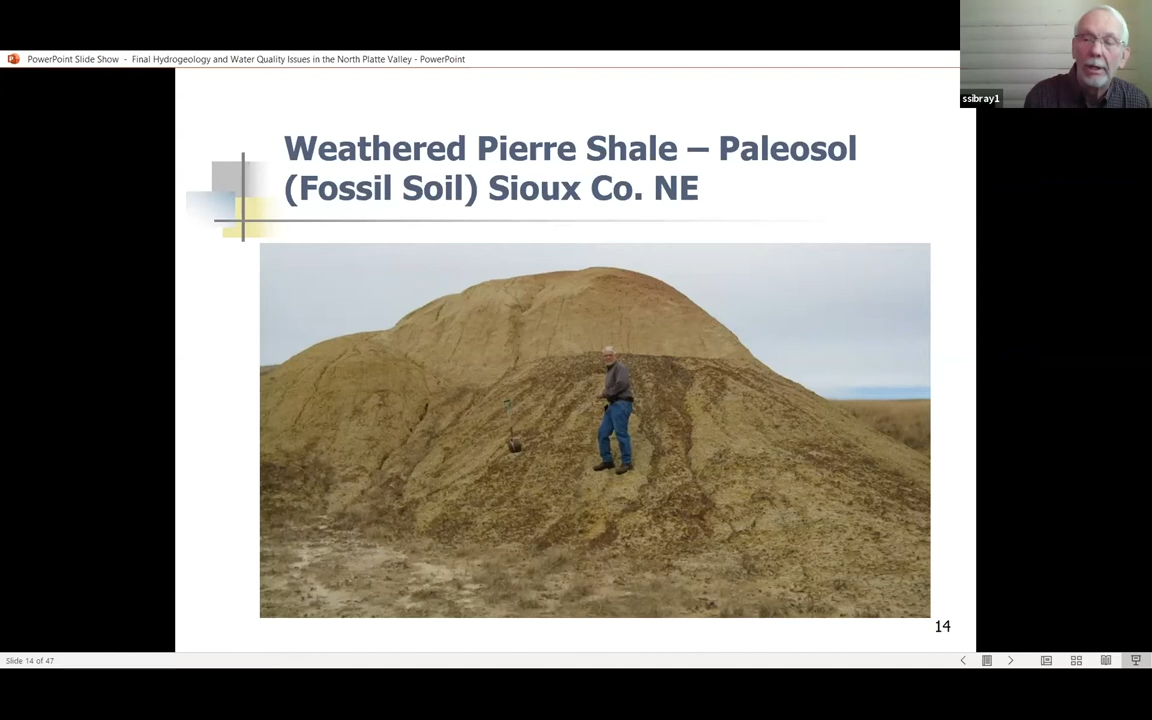 PowerPoint Slide Show - Final Hydrogeology and Water Quality Issues in the North Platte Valley - PowerPoint
ssibray1
Weathered Pierre Shale – Paleosol
(Fossil Soil) Sioux Co. NE
14
Slide 14 of 47